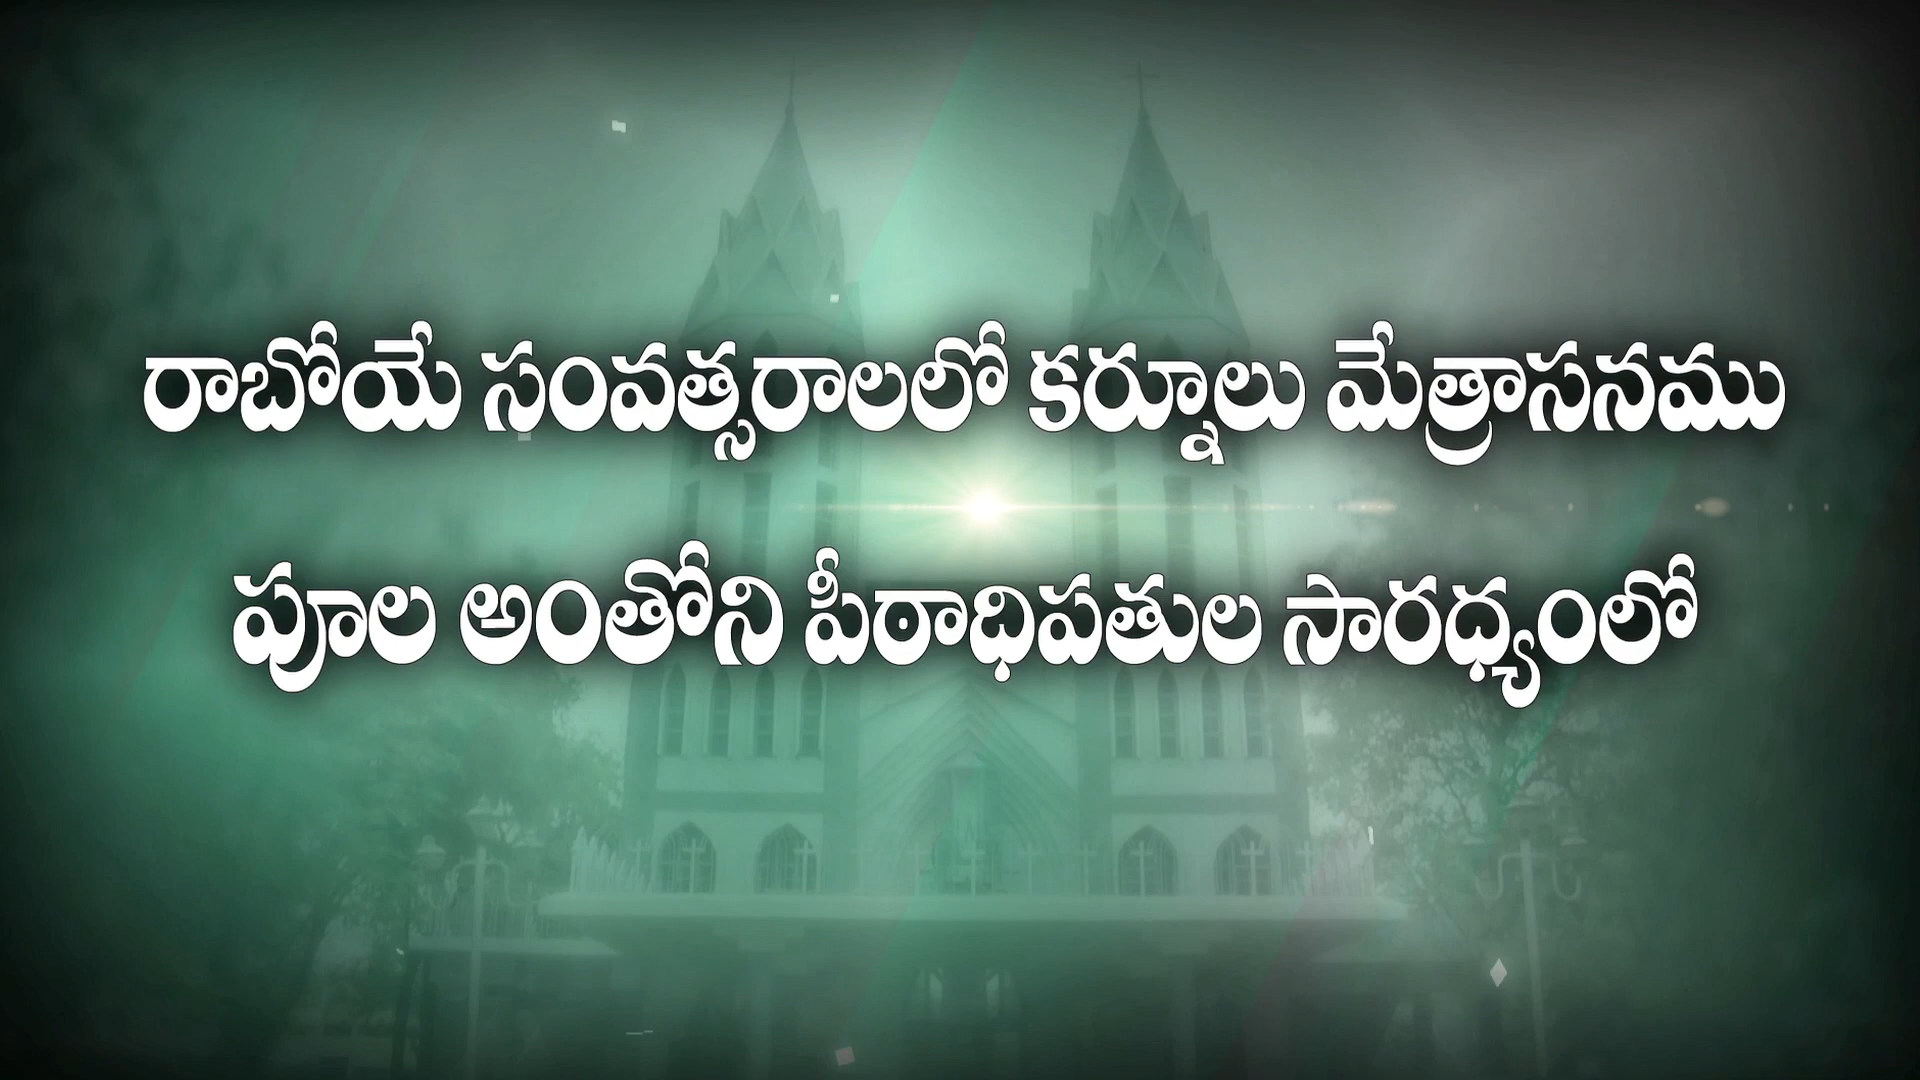 రాబోయే సంవత్సరాలలో కర్నూలు మేత్రాసనము
పూల అంతోని పీఠాధిపతుల సారధ్యంలో